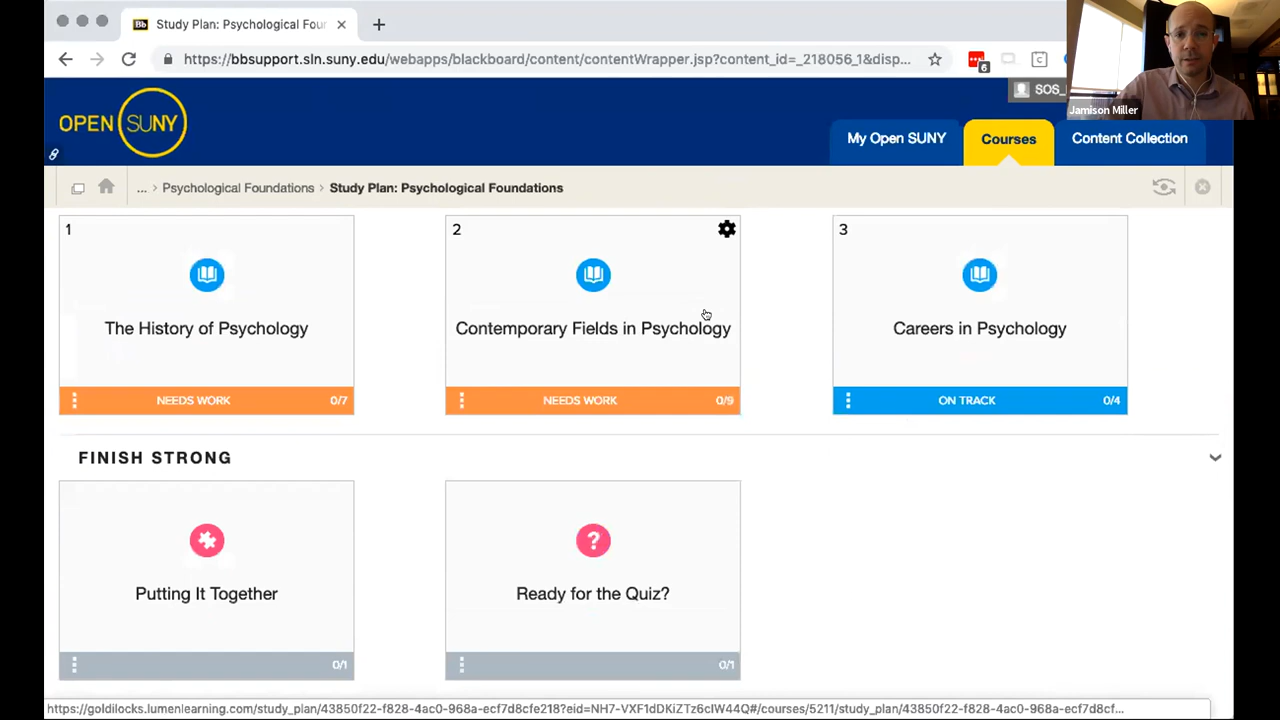 Bb Study Plan: Psychological Four
https://bbsupport.sln.suny.edu/webapps/blackboard/content/contentWrapper.jsp?content_id=_218056_1&disp...
6
C
Jamison Miller
SOS_
OPEN SUNY
My Open SUNY
Courses
Content Collection
... › Psychological Foundations › Study Plan: Psychological Foundations
1
The History of Psychology
NEEDS WORK 0/7
2
Contemporary Fields in Psychology
NEEDS WORK 0/9
3
Careers in Psychology
ON TRACK 0/4
FINISH STRONG
Putting It Together
0/1
?
Ready for the Quiz?
0/1
https://goldilocks.lumenlearning.com/study_plan/43850f22-f828-4ac0-968a-ecf7d8cfe218?eid=NH7-VXF1dDKiZTz6cIW44Q#/courses/5211/study_plan/43850f22-f828-4ac0-968a-ecf7d8cf...